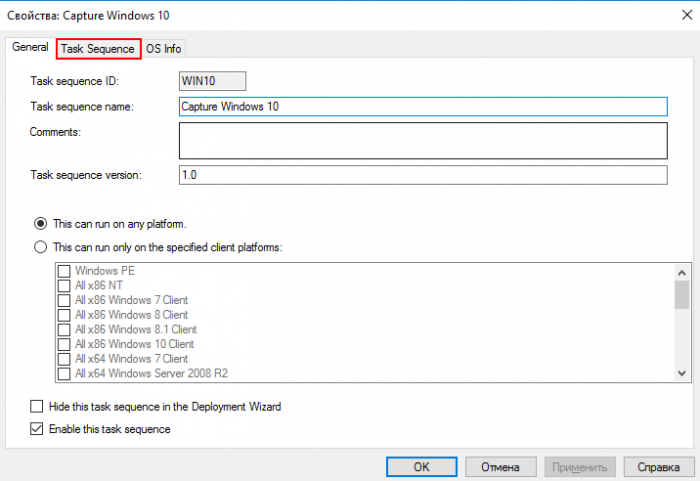 Свойства: Capture Windows 10
General Task Sequence OS Info
Task sequence ID: WIN10
Task sequence name: Capture Windows 10
Comments:
Task sequence version: 1.0
This can run on any platform.
This can run only on the specified client platforms:
Windows PE
All x86 NT
All x86 Windows 7 Client
All x86 Windows 8 Client
All x86 Windows 8.1 Client
All x86 Windows 10 Client
All x64 Windows 7 Client
All x64 Windows Server 2008 R2
Hide this task sequence in the Deployment Wizard
Enable this task sequence
OK Отмена Применить Справка